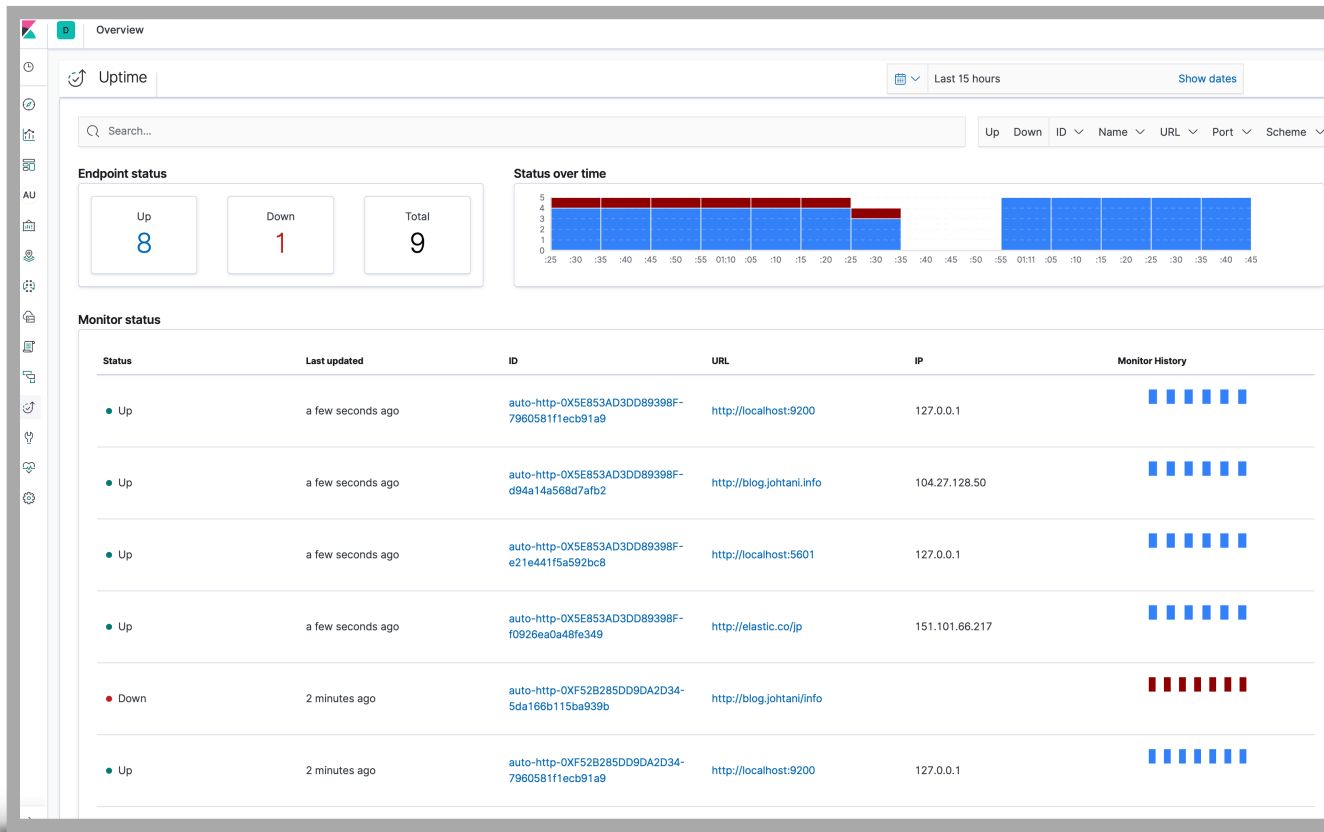 D Overview
Uptime
Last 15 hours Show dates
Search...
Up Down ID Name URL Port Scheme
AU
Endpoint status
Up
8
Down
1
Total
9
Status over time
5
4
3
2
1
0
:25 :30 :35 :40 :45 :50 :55 01:10 :05 :10 :15 :20 :25 :30 :35 :40 :45 :50 :55 01:11 :05 :10 :15 :20 :25 :30 :35 :40 :45
Monitor status
Status Last updated ID URL IP Monitor History
Up a few seconds ago auto-http-0X5E853AD3DD89398F-
7960581f1ecb91a9 http://localhost:9200 127.0.0.1
Up a few seconds ago auto-http-0X5E853AD3DD89398F-
d94a14a568d7afb2 http://blog.johtani.info 104.27.128.50
Up a few seconds ago auto-http-0X5E853AD3DD89398F-
e21e441f5a592bc8 http://localhost:5601 127.0.0.1
Up a few seconds ago auto-http-0X5E853AD3DD89398F-
f0926ea0a48fe349 http://elastic.co/jp 151.101.66.217
Down 2 minutes ago auto-http-0XF52B285DD9DA2D34-
5da166b115ba939b http://blog.johtani/info
Up 2 minutes ago auto-http-0XF52B285DD9DA2D34-
7960581f1ecb91a9 http://localhost:9200 127.0.0.1